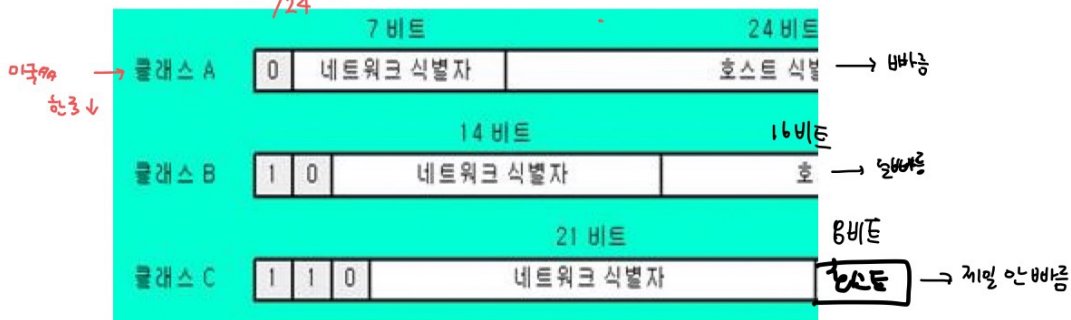 /24
7 비트 24 비트
클래스 A 0 네트워크 식별자 호스트 식별 → 빠름
한국↓
14 비트 16비트
클래스 B 1 0 네트워크 식별자 호 → 덜빠름
21 비트 8비트
클래스 C 1 1 0 네트워크 식별자 호스트 → 제일 안빠름